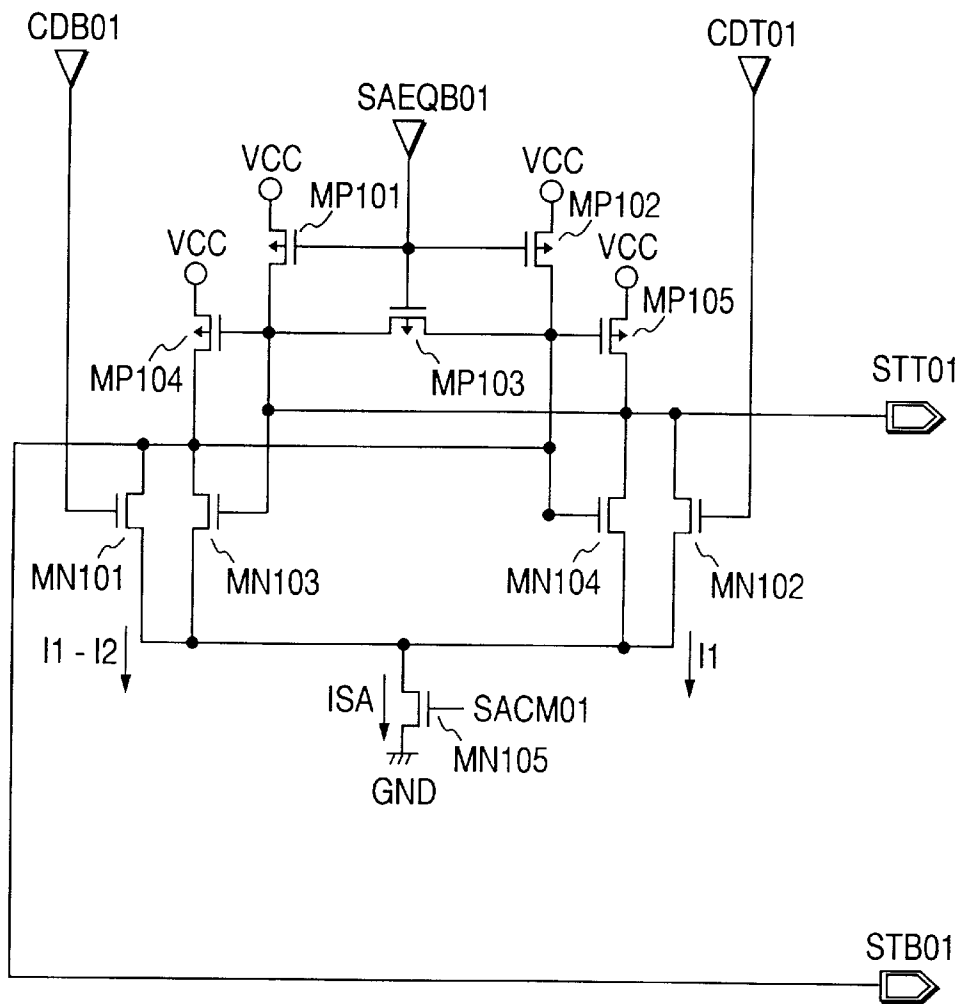 CDB01
CDT01
SAEQB01
VCC
MP101
VCC
MP102
VCC
VCC
MP105
MP104
MP103
STT01
MN101
MN103
MN104
MN102
I1 - I2
I1
ISA
SACM01
MN105
GND
STB01